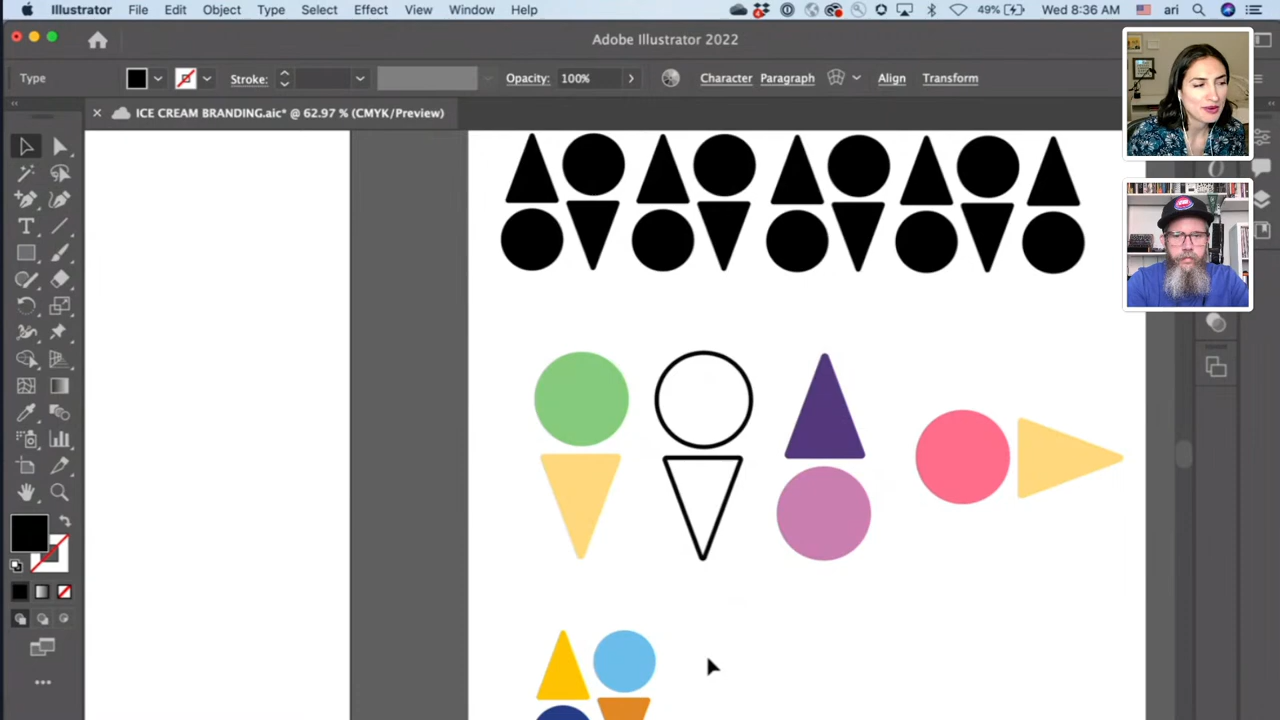 Illustrator File Edit Object Type Select Effect View Window Help 49% Wed 8:36 AM ari
Adobe Illustrator 2022
Type Stroke: Opacity: 100% Character Paragraph Align Transform
ICE CREAM BRANDING.aic* @ 62.97 % (CMYK/Preview)
T